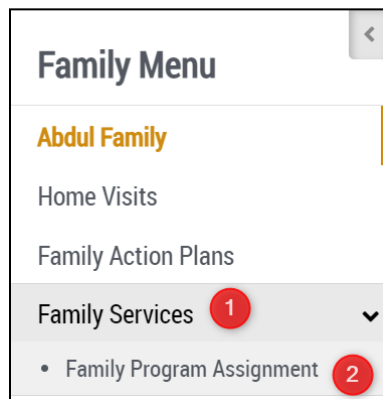 Family Menu
Abdul Family
Home Visits
Family Action Plans
Family Services 1
• Family Program Assignment 2